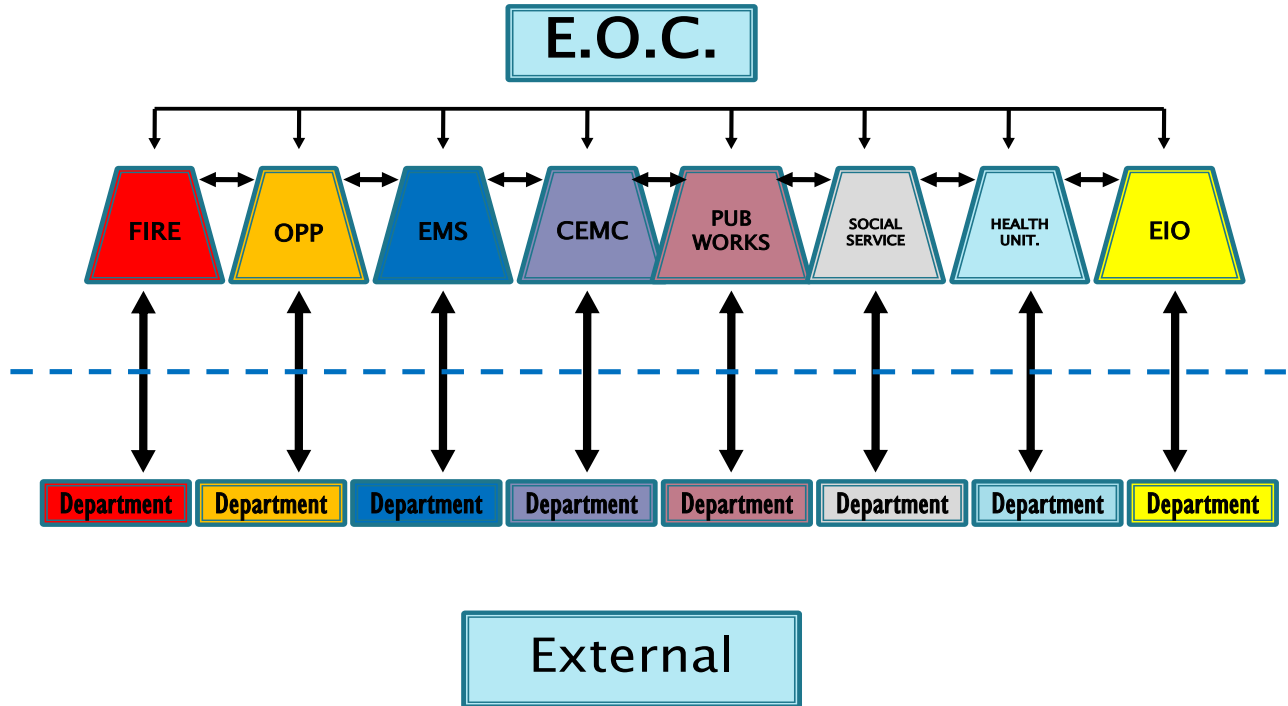 E.O.C.
FIRE
OPP
EMS
CEMC
PUB
WORKS
SOCIAL
SERVICE
HEALTH
UNIT.
EIO
Department
Department
Department
Department
Department
Department
Department
Department
External